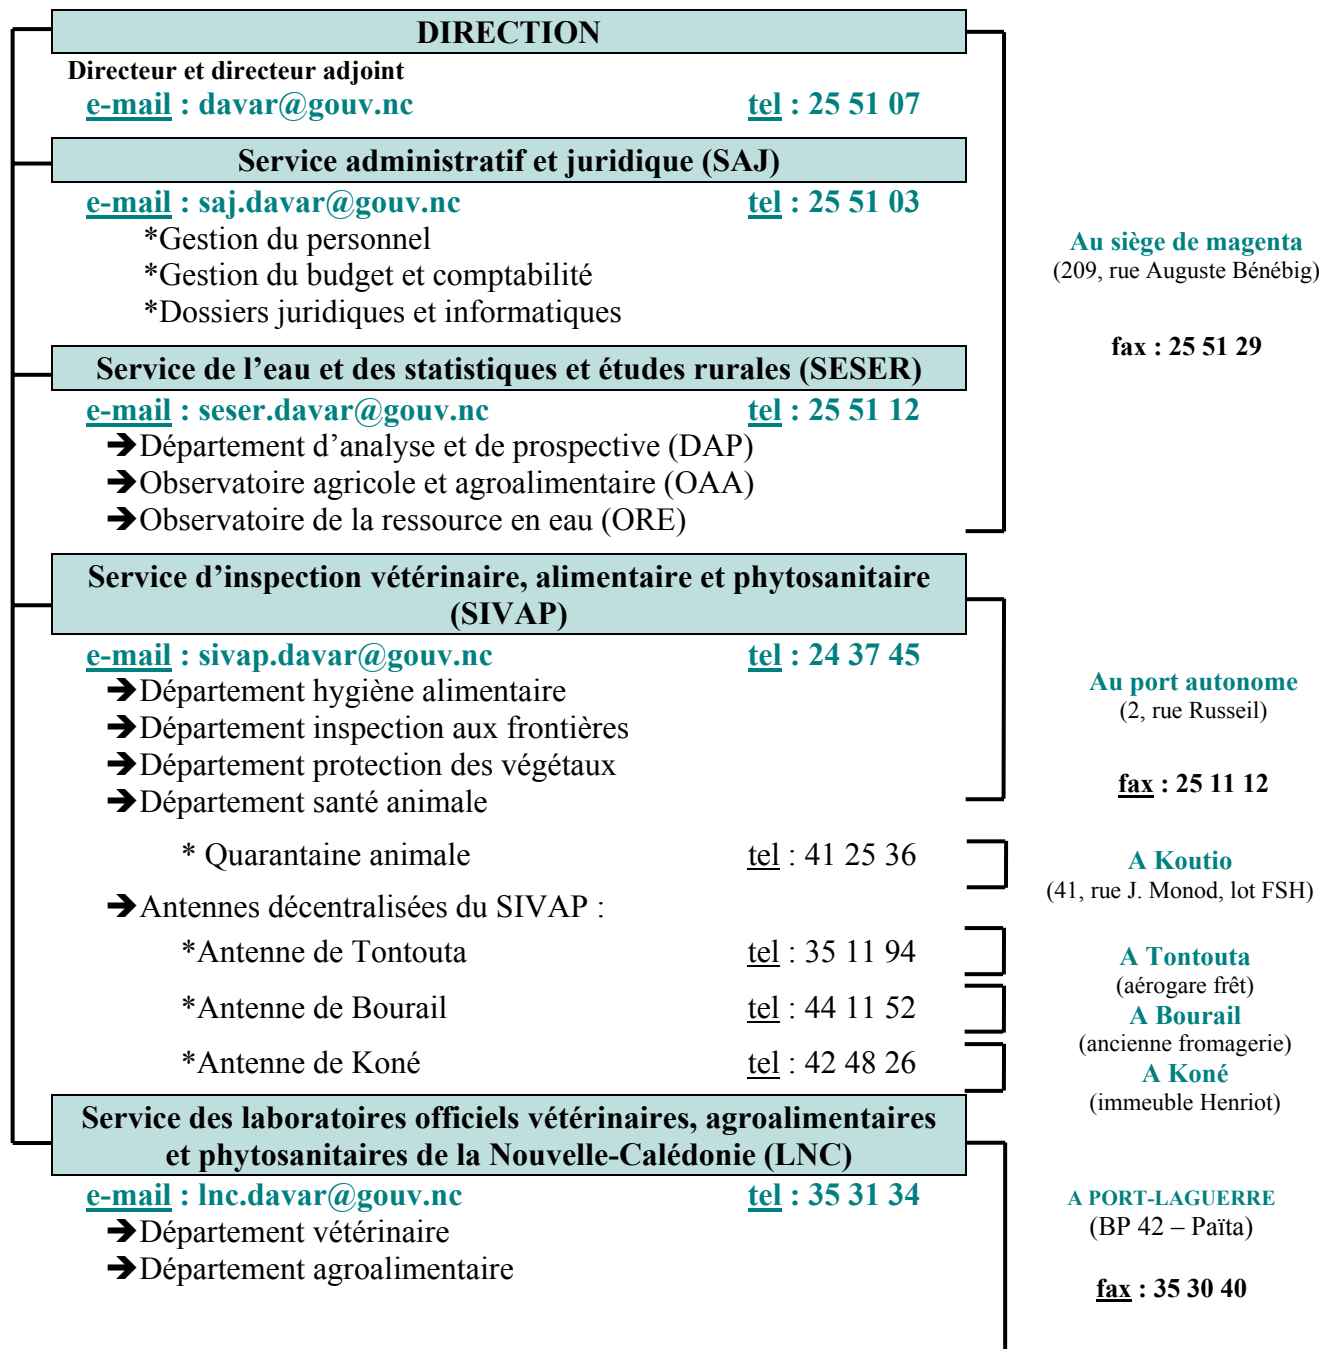 DIRECTION
Directeur et directeur adjoint
e-mail : davar@gouv.nc tel : 25 51 07
Service administratif et juridique (SAJ)
e-mail : saj.davar@gouv.nc tel : 25 51 03
*Gestion du personnel
*Gestion du budget et comptabilité
*Dossiers juridiques et informatiques
Au siège de magenta
(209, rue Auguste Bénébig)
fax : 25 51 29
Service de l’eau et des statistiques et études rurales (SESER)
e-mail : seser.davar@gouv.nc tel : 25 51 12
➔Département d’analyse et de prospective (DAP)
➔Observatoire agricole et agroalimentaire (OAA)
➔Observatoire de la ressource en eau (ORE)
Service d’inspection vétérinaire, alimentaire et phytosanitaire
(SIVAP)
e-mail : sivap.davar@gouv.nc tel : 24 37 45
➔Département hygiène alimentaire
➔Département inspection aux frontières
➔Département protection des végétaux
➔Département santé animale
Au port autonome
(2, rue Russeil)
fax : 25 11 12
* Quarantaine animale tel : 41 25 36
A Koutio
(41, rue J. Monod, lot FSH)
➔Antennes décentralisées du SIVAP :
*Antenne de Tontouta tel : 35 11 94
A Tontouta
(aérogare frêt)
*Antenne de Bourail tel : 44 11 52
A Bourail
(ancienne fromagerie)
*Antenne de Koné tel : 42 48 26
A Koné
(immeuble Henriot)
Service des laboratoires officiels vétérinaires, agroalimentaires
et phytosanitaires de la Nouvelle-Calédonie (LNC)
e-mail : lnc.davar@gouv.nc tel : 35 31 34
➔Département vétérinaire
➔Département agroalimentaire
A PORT-LAGUERRE
(BP 42 – Païta)
fax : 35 30 40